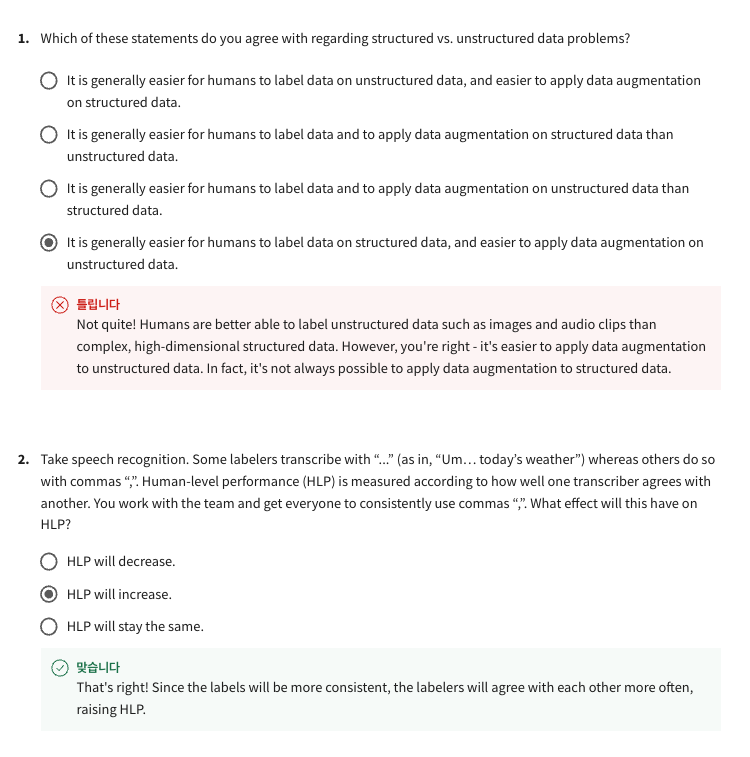 1. Which of these statements do you agree with regarding structured vs. unstructured data problems?
It is generally easier for humans to label data on unstructured data, and easier to apply data augmentation
on structured data.
It is generally easier for humans to label data and to apply data augmentation on structured data than
unstructured data.
It is generally easier for humans to label data and to apply data augmentation on unstructured data than
structured data.
It is generally easier for humans to label data on structured data, and easier to apply data augmentation on
unstructured data.
틀립니다
Not quite! Humans are better able to label unstructured data such as images and audio clips than
complex, high-dimensional structured data. However, you're right - it's easier to apply data augmentation
to unstructured data. In fact, it's not always possible to apply data augmentation to structured data.
2. Take speech recognition. Some labelers transcribe with “...” (as in, “Um… today’s weather”) whereas others do so
with commas “,”. Human-level performance (HLP) is measured according to how well one transcriber agrees with
another. You work with the team and get everyone to consistently use commas “,”. What effect will this have on
HLP?
HLP will decrease.
HLP will increase.
HLP will stay the same.
맞습니다
That's right! Since the labels will be more consistent, the labelers will agree with each other more often,
raising HLP.